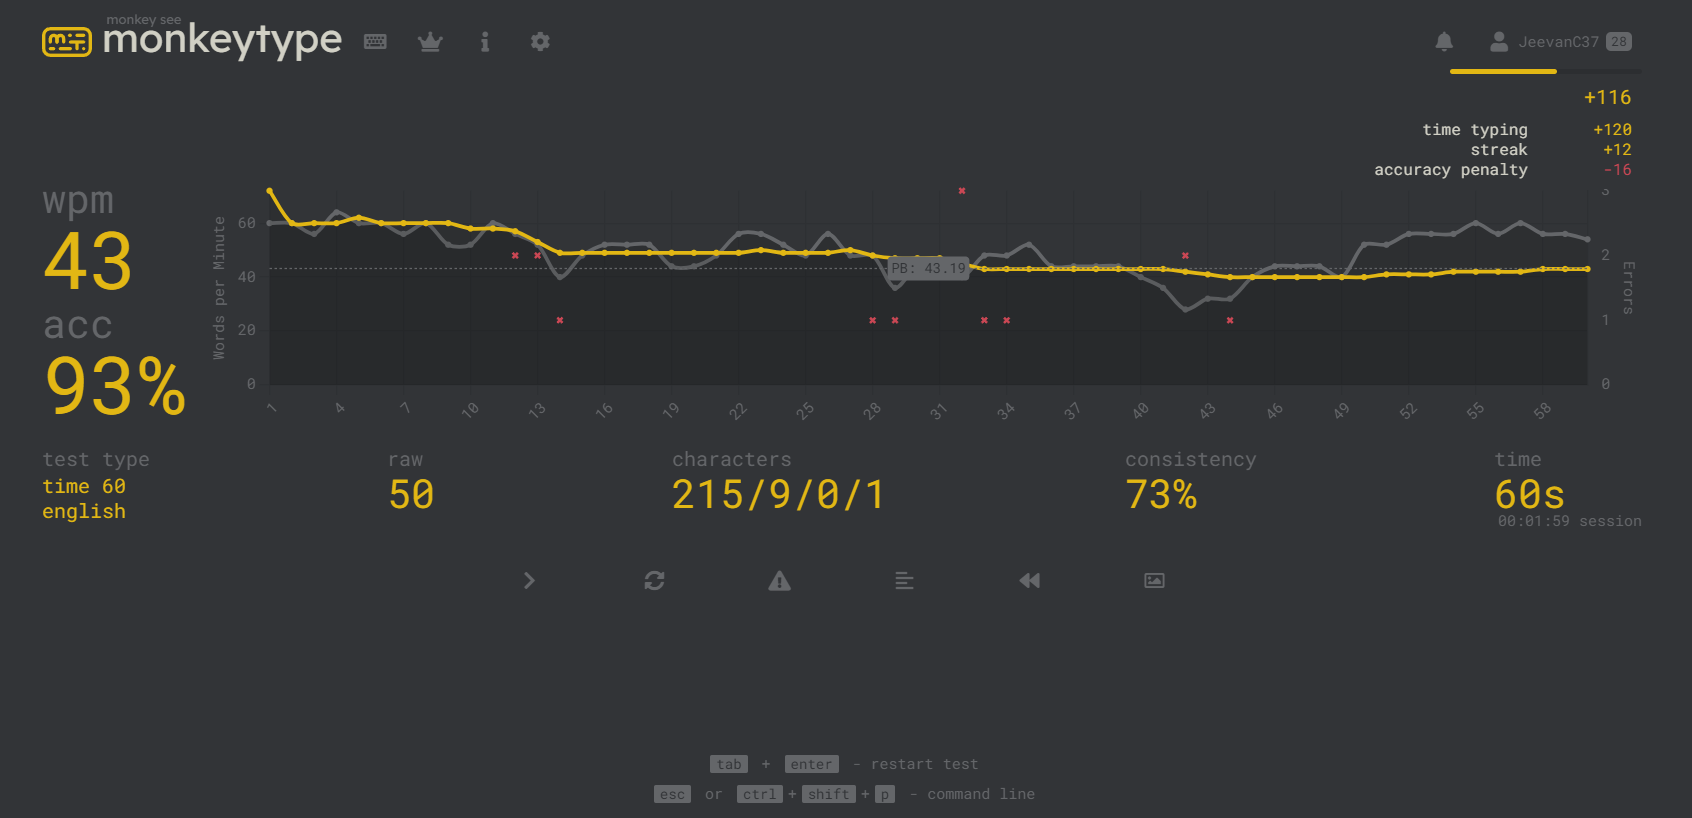 monkey see
monkeytype
JeevanC37 28
+116
time typing +120
streak +12
accuracy penalty -16
wpm
43
acc
93%
Words per Minute
60
40
20
0
PB: 43.19
3
2
1
0
Errors
1 4 7 10 13 16 19 22 25 28 31 34 37 40 43 46 49 52 55 58
test type
time 60
english
raw
50
characters
215/9/0/1
consistency
73%
time
60s
00:01:59 session
tab + enter - restart test
esc or ctrl + shift + p - command line